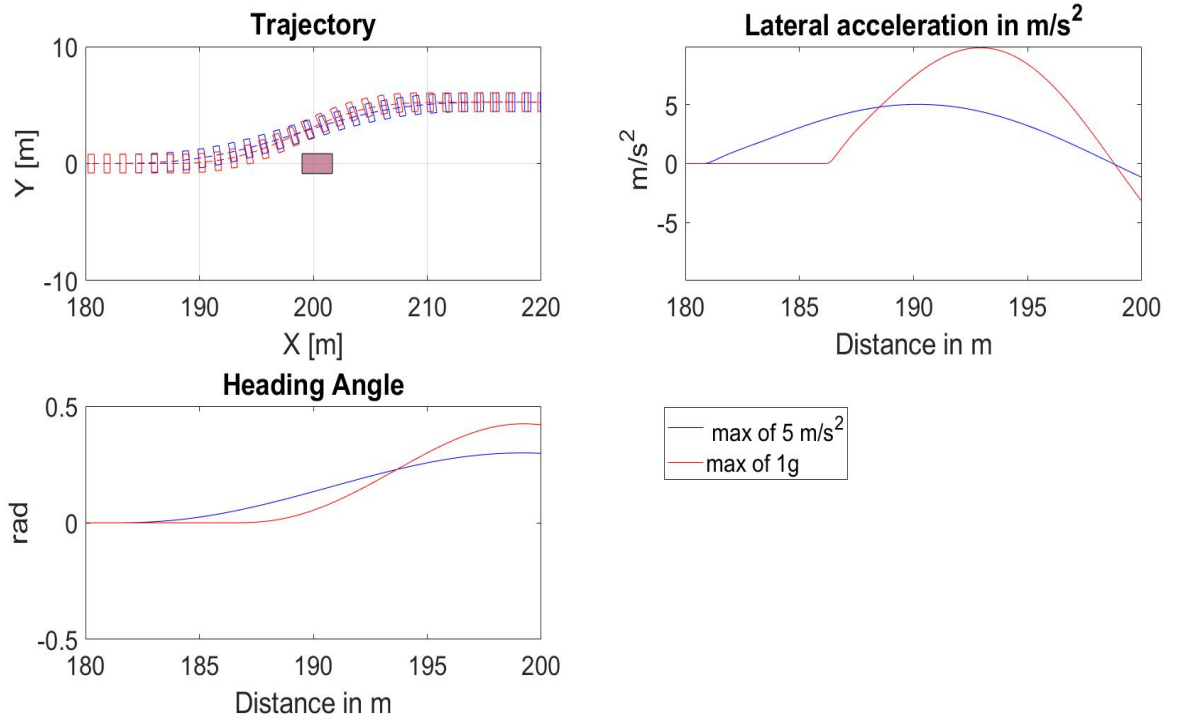 Trajectory
10
0
-10
Y [m]
180 190 200 210 220
X [m]
Lateral acceleration in m/s²
5
0
-5
m/s²
180 185 190 195 200
Distance in m
Heading Angle
0.5
0
-0.5
rad
180 185 190 195 200
Distance in m
max of 5 m/s²
max of 1g